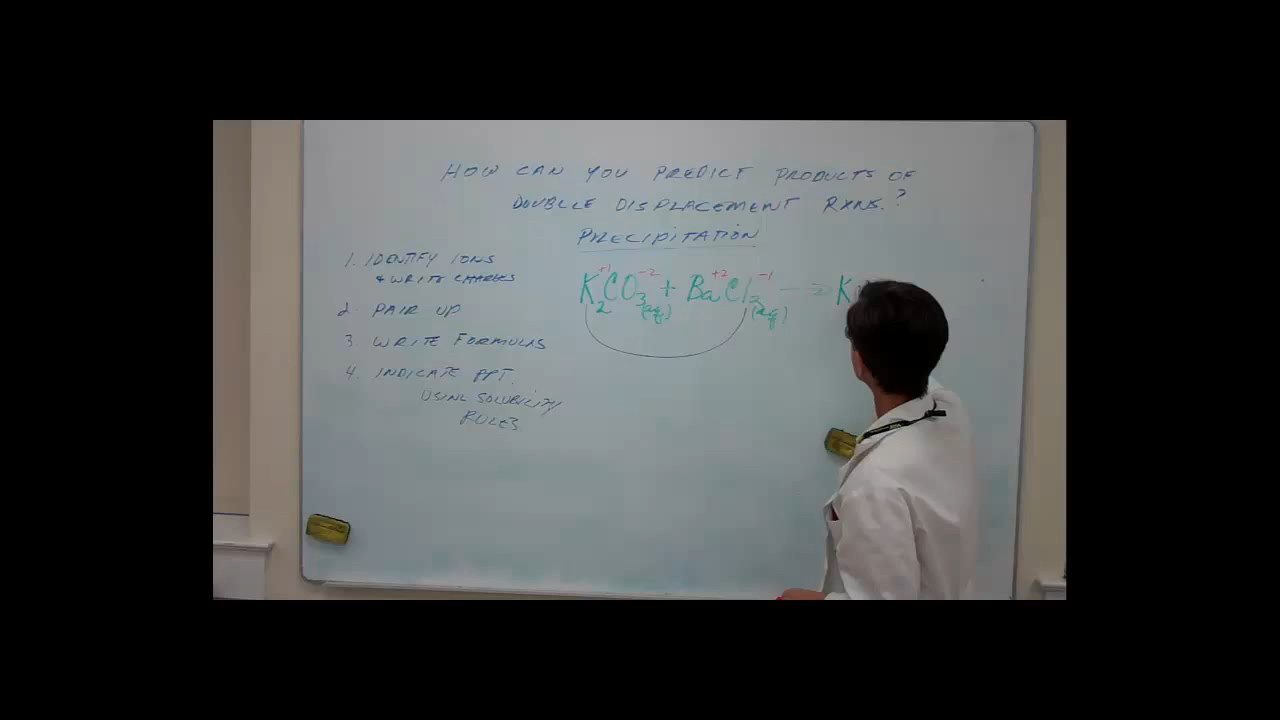 HOW CAN YOU PREDICT PRODUCTS OF
DOUBLE DISPLACEMENT RXNS.?
PRECIPITATION
1. IDENTIFY IONS
+ WRITE CHARGES
2. PAIR UP
3. WRITE FORMULAS
4. INDICATE PPT.
USING SOLUBILITY
RULES
+1 -2 +2 -1
K₂CO₃(aq) + BaCl₂(aq) → K